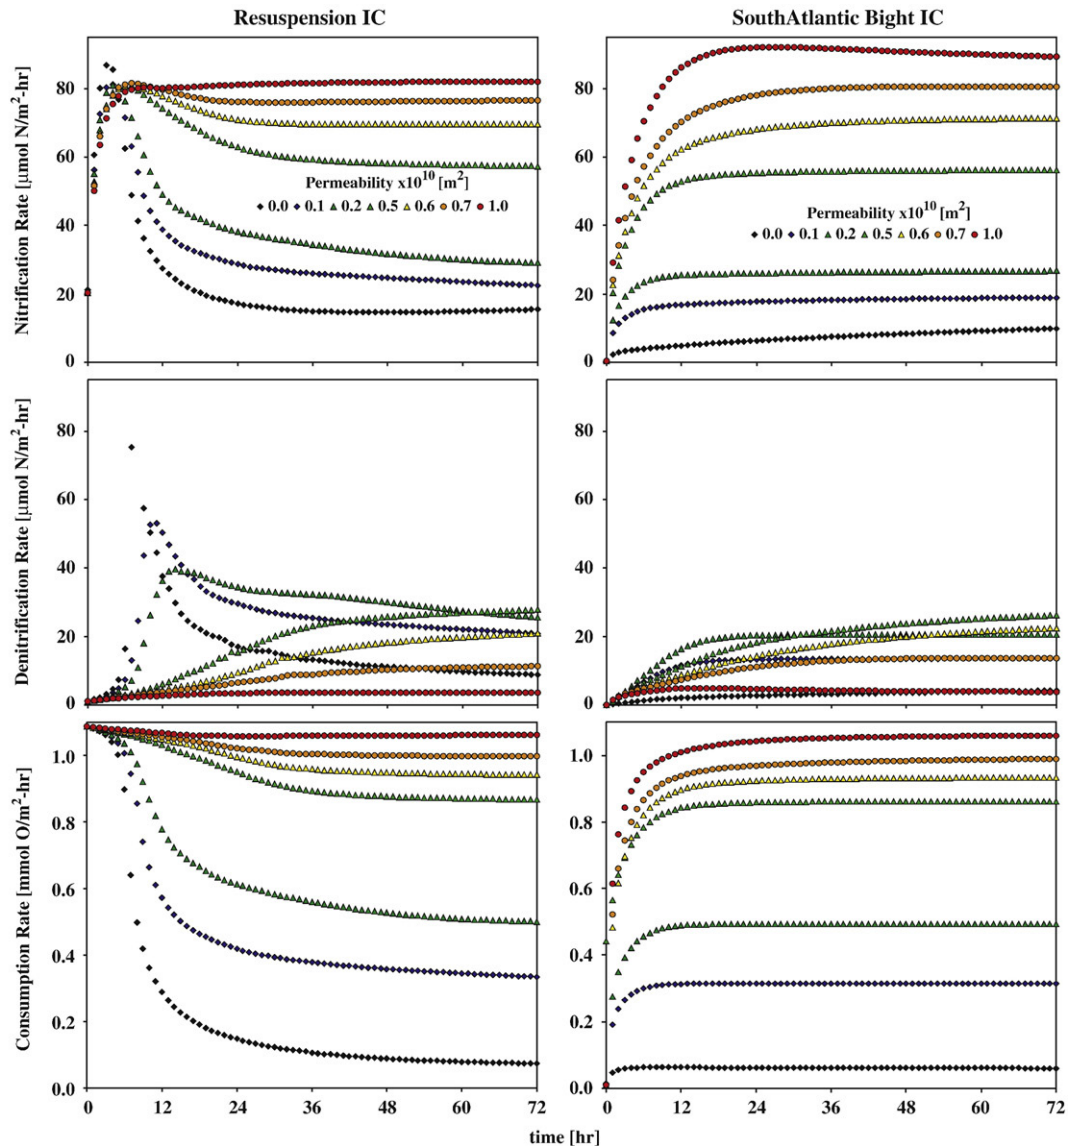 Resuspension IC
SouthAtlantic Bight IC
Nitrification Rate [μmol N/m²-hr]
80
60
40
20
0
Permeability x10¹⁰ [m²]
0.0 0.1 0.2 0.5 0.6 0.7 1.0
80
60
40
20
0
Permeability x10¹⁰ [m²]
0.0 0.1 0.2 0.5 0.6 0.7 1.0
Denitrification Rate [μmol N/m²-hr]
80
60
40
20
0
80
60
40
20
0
Consumption Rate [mmol O/m²-hr]
1.0
0.8
0.6
0.4
0.2
0.0
0 12 24 36 48 60 72
1.0
0.8
0.6
0.4
0.2
0.0
0 12 24 36 48 60 72
time [hr]